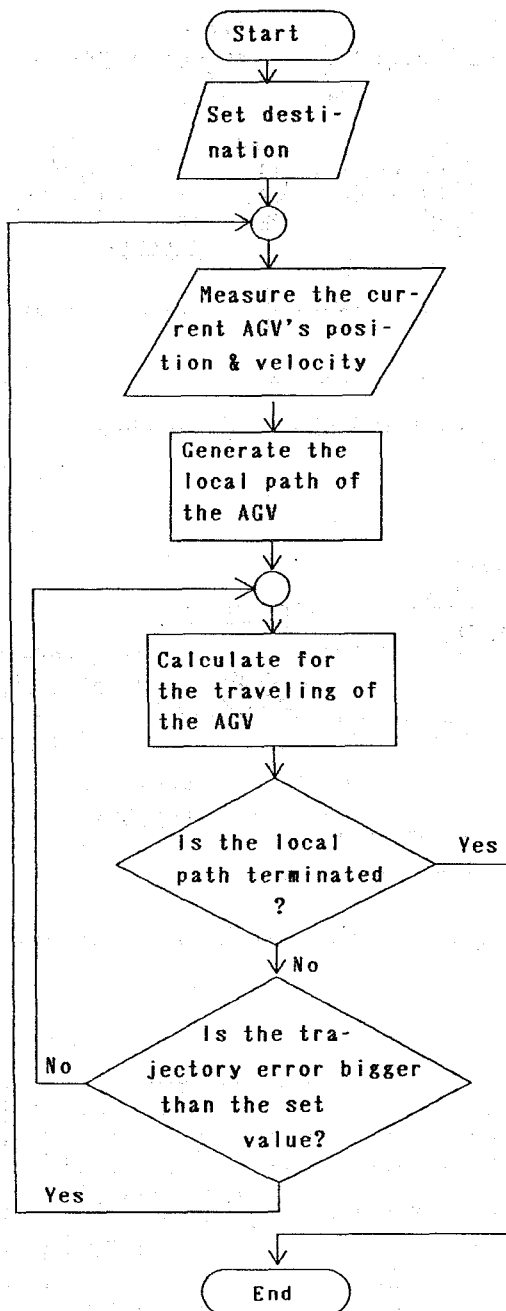 Start
Set desti-
nation
Measure the cur-
rent AGV's posi-
tion & velocity
Generate the
local path of
the AGV
Calculate for
the traveling of
the AGV
Is the local
path terminated
?
Yes
No
Is the tra-
jectory error bigger
than the set
value?
No
Yes
End